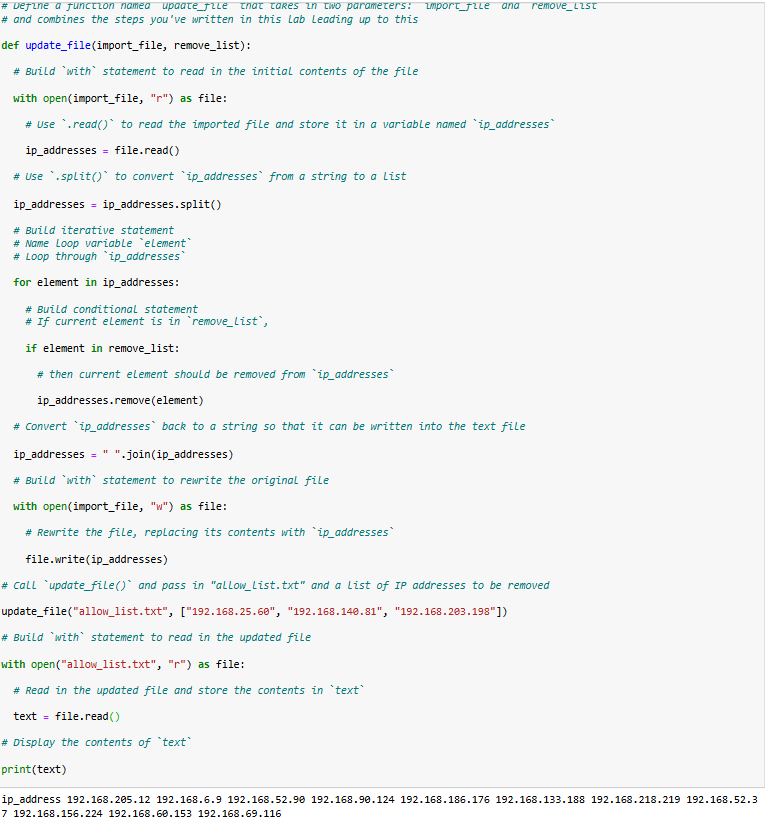 # Define a function named `update_file` that takes in two parameters: `import_file` and `remove_list`
# and combines the steps you've written in this lab leading up to this
def update_file(import_file, remove_list):
# Build `with` statement to read in the initial contents of the file
with open(import_file, "r") as file:
# Use `.read()` to read the imported file and store it in a variable named `ip_addresses`
ip_addresses = file.read()
# Use `.split()` to convert `ip_addresses` from a string to a list
ip_addresses = ip_addresses.split()
# Build iterative statement
# Name loop variable `element`
# Loop through `ip_addresses`
for element in ip_addresses:
# Build conditional statement
# If current element is in `remove_list`,
if element in remove_list:
# then current element should be removed from `ip_addresses`
ip_addresses.remove(element)
# Convert `ip_addresses` back to a string so that it can be written into the text file
ip_addresses = " ".join(ip_addresses)
# Build `with` statement to rewrite the original file
with open(import_file, "w") as file:
# Rewrite the file, replacing its contents with `ip_addresses`
file.write(ip_addresses)
# Call `update_file()` and pass in "allow_list.txt" and a list of IP addresses to be removed
update_file("allow_list.txt", ["192.168.25.60", "192.168.140.81", "192.168.203.198"])
# Build `with` statement to read in the updated file
with open("allow_list.txt", "r") as file:
# Read in the updated file and store the contents in `text`
text = file.read()
# Display the contents of `text`
print(text)
ip_address 192.168.205.12 192.168.6.9 192.168.52.90 192.168.90.124 192.168.186.176 192.168.133.188 192.168.218.219 192.168.52.3
7 192.168.156.224 192.168.60.153 192.168.69.116